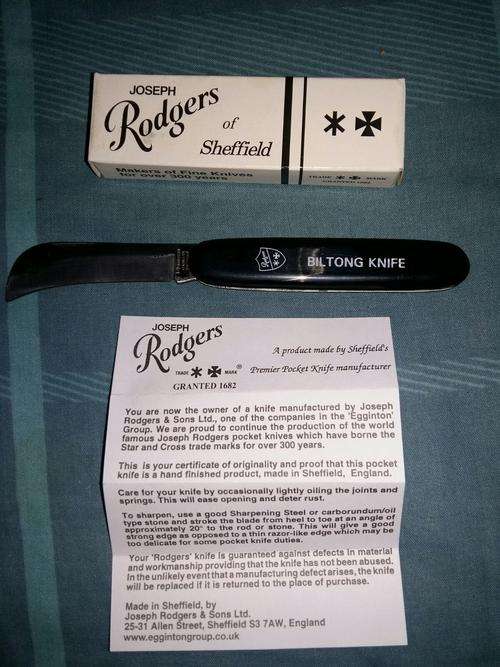 JOSEPH
Rodgers
of
Sheffield
Makers of Fine Knives
for over 300 years
TRADE MARK
GRANTED 1682
Rodgers
BILTONG KNIFE
JOSEPH
Rodgers
TRADE MARK ®
GRANTED 1682
A product made by Sheffield's
Premier Pocket Knife manufacturer
You are now the owner of a knife manufactured by Joseph
Rodgers & Sons Ltd., one of the companies in the 'Egginton'
Group. We are proud to continue the production of the world
famous Joseph Rodgers pocket knives which have borne the
Star and Cross trade marks for over 300 years.
This is your certificate of originality and proof that this pocket
knife is a hand finished product, made in Sheffield, England.
Care for your knife by occasionally lightly oiling the joints and
springs. This will ease opening and deter rust.
To sharpen, use a good Sharpening Steel or carborundum/oil
type stone and stroke the blade from heel to toe at an angle of
approximately 20° to the rod or stone. This will give a good
strong edge as opposed to a thin razor-like edge which may be
too delicate for some pocket knife duties.
Your 'Rodgers' knife is guaranteed against defects in material
and workmanship providing that the knife has not been abused.
In the unlikely event that a manufacturing defect arises, the knife
will be replaced if it is returned to the place of purchase.
Made in Sheffield, by
Joseph Rodgers & Sons Ltd.
25-31 Allen Street, Sheffield S3 7AW, England
www.eggintongroup.co.uk